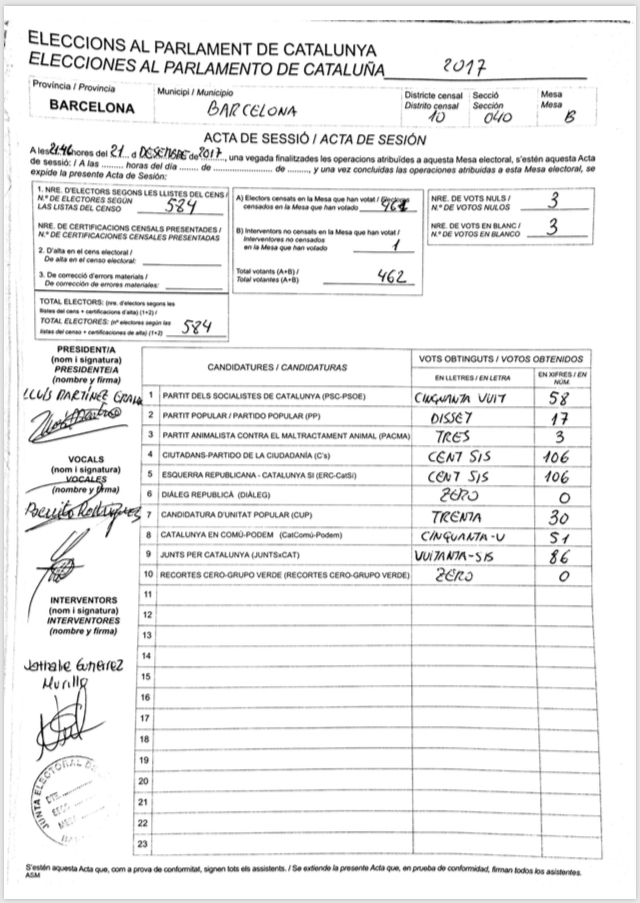 ELECCIONS AL PARLAMENT DE CATALUNYA
ELECCIONES AL PARLAMENTO DE CATALUÑA 2017
Provincia / Provincia
BARCELONA
Municipi / Municipio
BARCELONA
Districte censal
Distrito censal
10
Secció
Sección
040
Mesa
Mesa
B
ACTA DE SESSIÓ / ACTA DE SESIÓN
A les 21:46 hores del 21 d DESEMBRE de 2017, una vegada finalitzades les operacions atribuïdes a aquesta Mesa electoral, s'estén aquesta Acta
de sessió: / A las ......... horas del día ....... de ............ de ......., y una vez concluidas las operaciones atribuidas a esta Mesa electoral, se
expide la presente Acta de Sesión:
1. NRE. D'ELECTORS SEGONS LES LLISTES DEL CENS /
N.º DE ELECTORES SEGÚN
LAS LISTAS DEL CENSO 584
NRE. DE CERTIFICACIONS CENSALS PRESENTADES /
N.º DE CERTIFICACIONES CENSALES PRESENTADAS
2. D'alta en el cens electoral /
De alta en el censo electoral:
3. De correcció d'errors materials /
De corrección de errores materiales:
TOTAL ELECTORS: (nre. d'electors segons les
llistes del cens + certificacions d'alta) (1+2) /
TOTAL ELECTORES: (nº electores según las
listas del censo + certificaciones de alta) (1+2) 584
A) Electors censats en la Mesa que han votat / Electores
censados en la Mesa que han votado 461
B) Interventors no censats en la Mesa que han votat /
Interventores no censados
en la Mesa que han votado 1
Total votants (A+B) /
Total votantes (A+B) 462
NRE. DE VOTS NULS /
N.º DE VOTOS NULOS 3
NRE. DE VOTS EN BLANC /
N.º DE VOTOS EN BLANCO 3
PRESIDENT/A
(nom i signatura)
PRESIDENTE/A
(nombre y firma)
LLUÍS MARTÍNEZ
VOCALS
(nom i signatura)
VOCALES
(nombre y firma)
Benito Rodríguez
INTERVENTORS
(nom i signatura)
INTERVENTORES
(nombre y firma)
Gutiérrez
Murillo
JUNTA ELECTORAL DE
CANDIDATURES / CANDIDATURAS
VOTS OBTINGUTS / VOTOS OBTENIDOS
EN LLETRES / EN LETRA
EN XIFRES / EN NÚM.
1 PARTIT DELS SOCIALISTES DE CATALUNYA (PSC-PSOE) CINQUANTA VUIT 58
2 PARTIT POPULAR / PARTIDO POPULAR (PP) DISSET 17
3 PARTIT ANIMALISTA CONTRA EL MALTRACTAMENT ANIMAL (PACMA) TRES 3
4 CIUTADANS-PARTIDO DE LA CIUDADANÍA (C's) CENT SIS 106
5 ESQUERRA REPUBLICANA - CATALUNYA SI (ERC-CatSi) CENT SIS 106
6 DIÀLEG REPUBLICÀ (DIÀLEG) ZERO 0
7 CANDIDATURA D'UNITAT POPULAR (CUP) TRENTA 30
8 CATALUNYA EN COMÚ-PODEM (CatComú-Podem) CINQUANTA-U 51
9 JUNTS PER CATALUNYA (JUNTSxCAT) VUITANTA-SIS 86
10 RECORTES CERO-GRUPO VERDE (RECORTES CERO-GRUPO VERDE) ZERO 0
11
12
13
14
15
16
17
18
19
20
21
22
23
S'estén aquesta Acta que, com a prova de conformitat, signen tots els assistents. / Se extiende la presente Acta que, en prueba de conformidad, firman todos los asistentes.
ASM